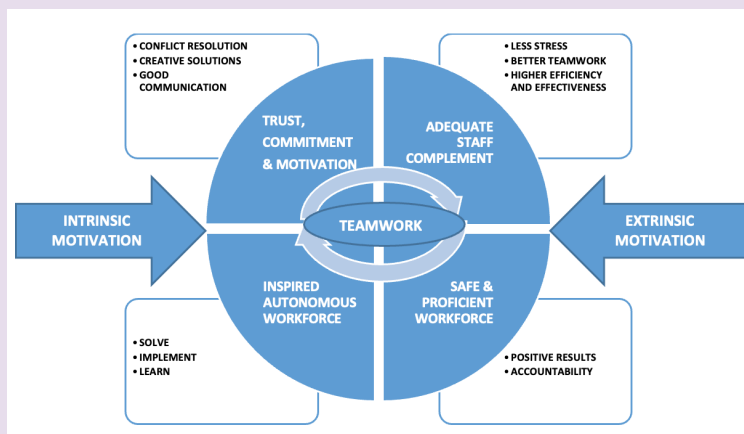 • CONFLICT RESOLUTION
• CREATIVE SOLUTIONS
• GOOD
COMMUNICATION
• LESS STRESS
• BETTER TEAMWORK
• HIGHER EFFICIENCY
AND EFFECTIVENESS
TRUST,
COMMITMENT
& MOTIVATION
ADEQUATE
STAFF
COMPLEMENT
INTRINSIC
MOTIVATION
TEAMWORK
EXTRINSIC
MOTIVATION
INSPIRED
AUTONOMOUS
WORKFORCE
SAFE &
PROFICIENT
WORKFORCE
• SOLVE
• IMPLEMENT
• LEARN
• POSITIVE RESULTS
• ACCOUNTABILITY